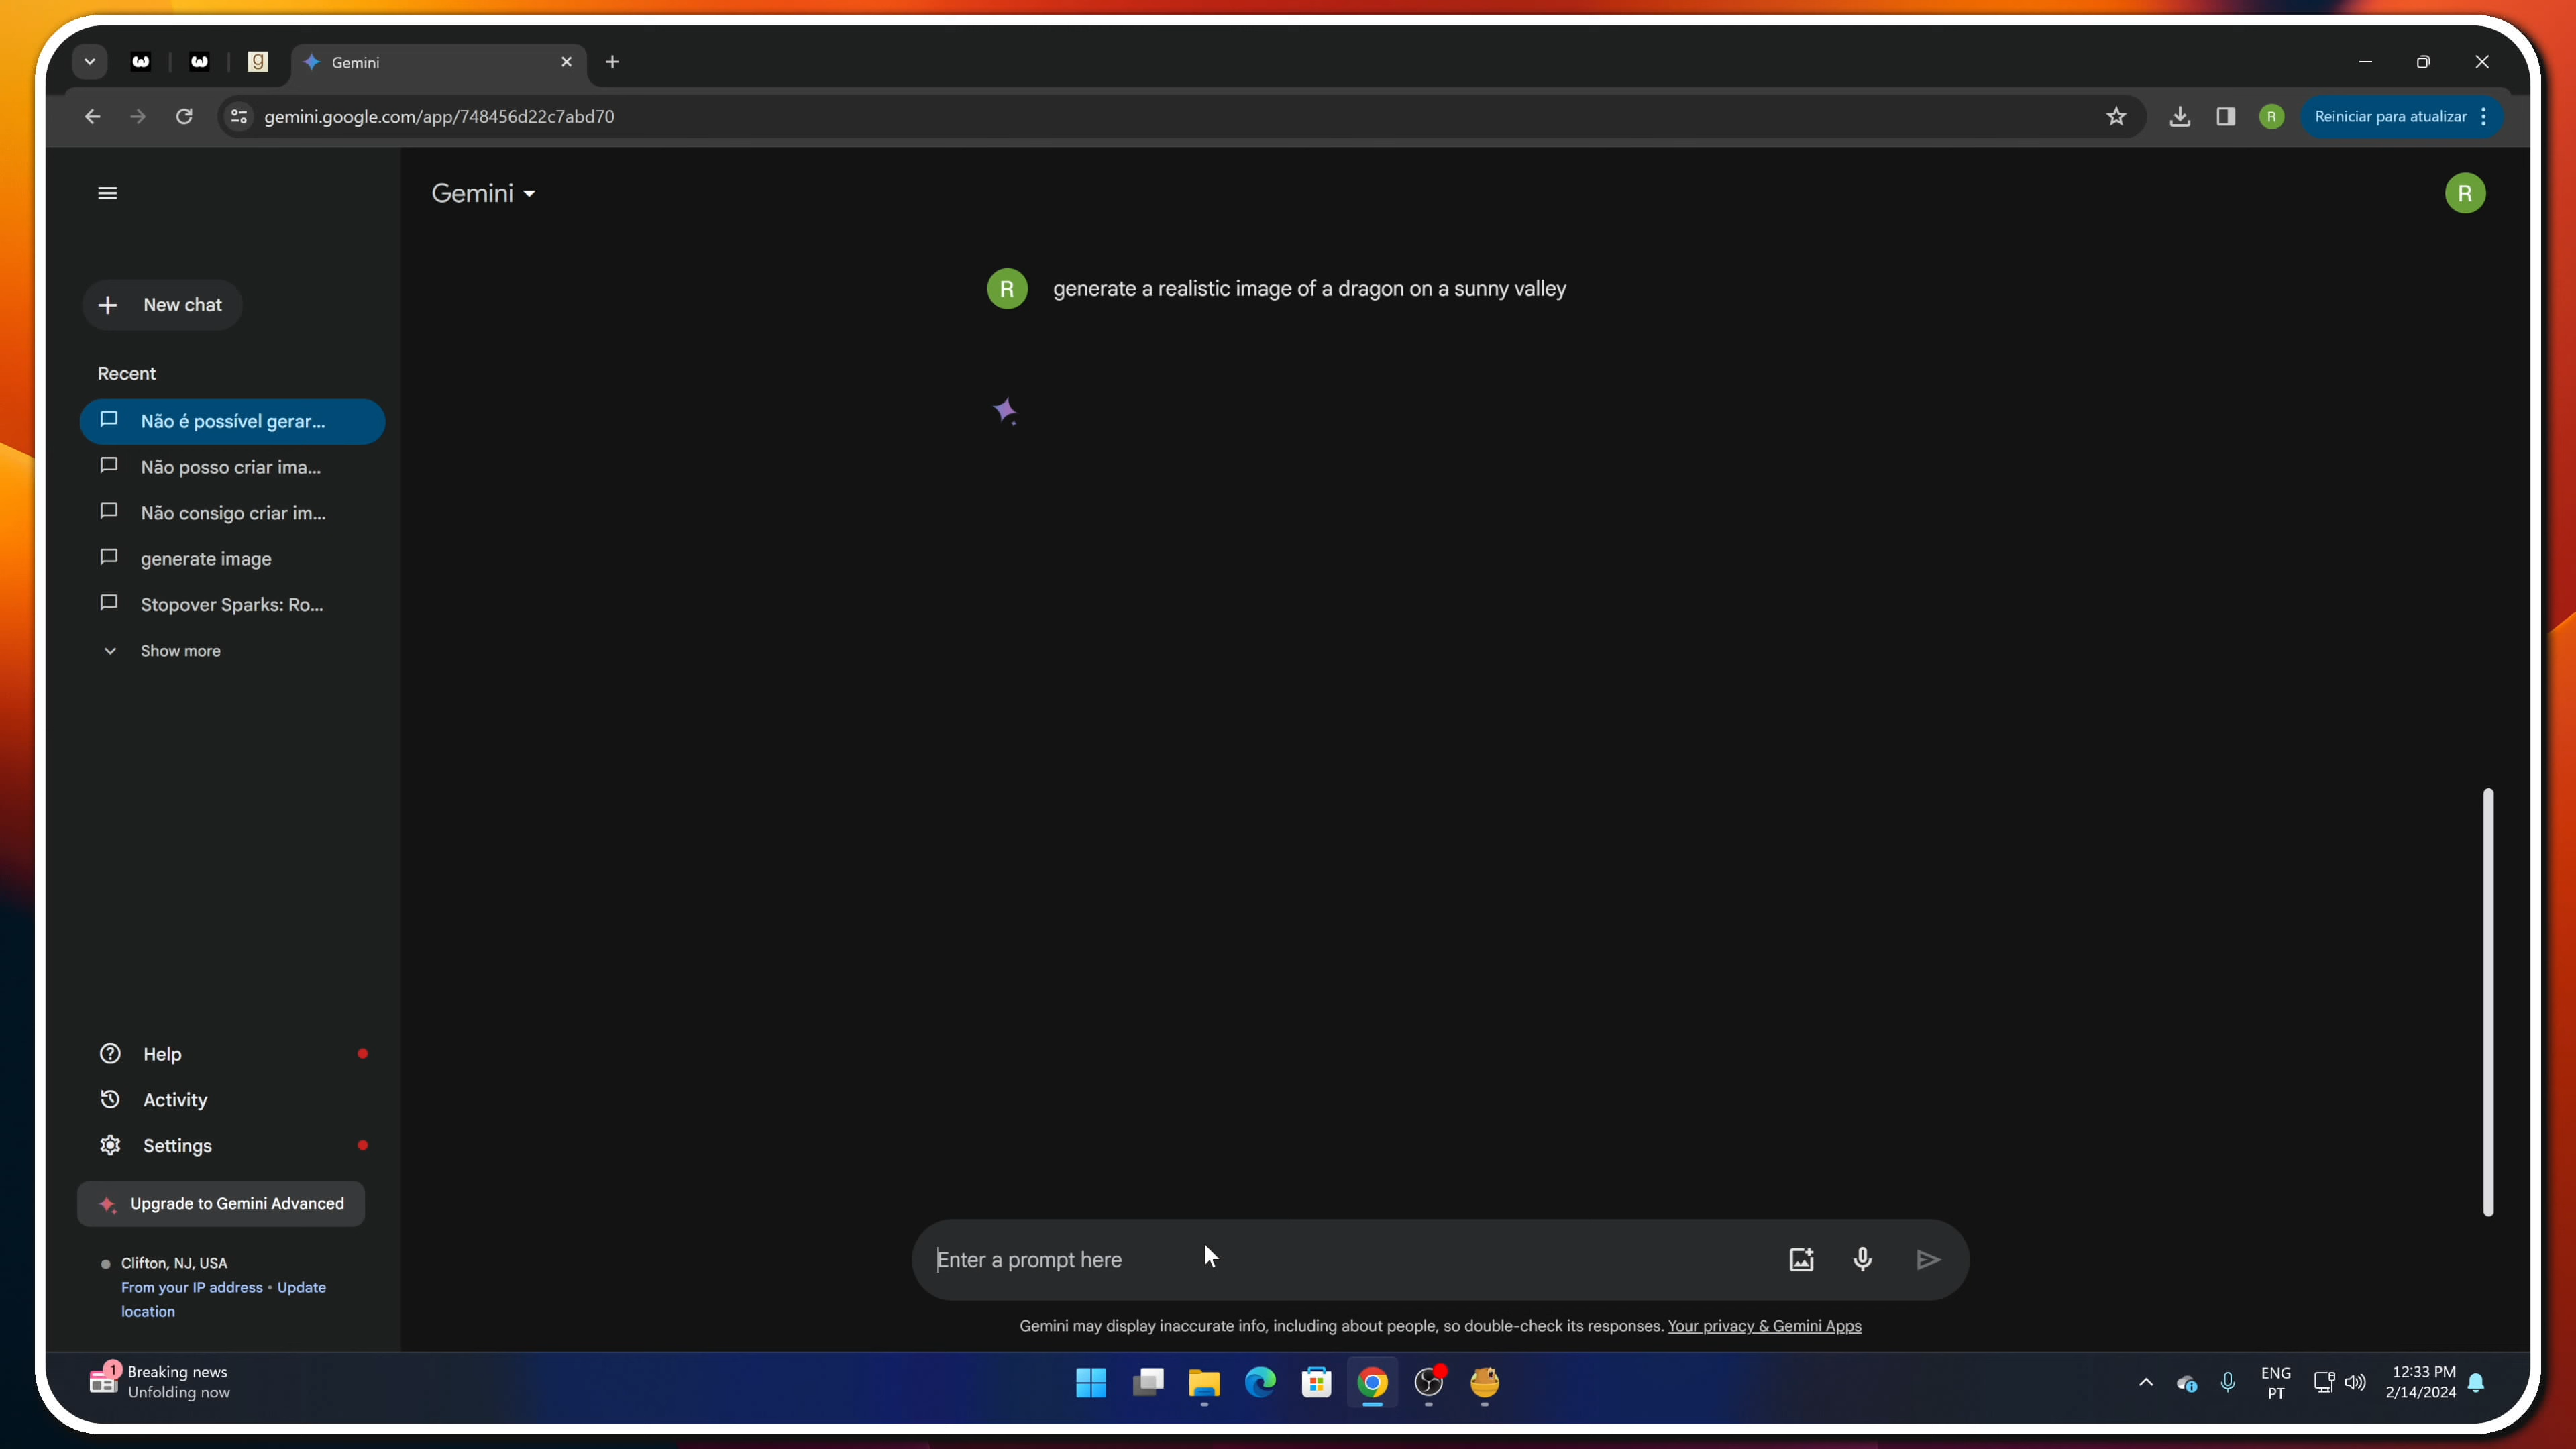 g
Gemini
gemini.google.com/app/748456d22c7abd70
R
Reiniciar para atualizar
Gemini
R
R
generate a realistic image of a dragon on a sunny valley
New chat
Recent
Não é possível gerar...
Não posso criar ima...
Não consigo criar im...
generate image
Stopover Sparks: Ro...
Show more
Help
Activity
Settings
Upgrade to Gemini Advanced
Clifton, NJ, USA
From your IP address • Update
location
Enter a prompt here
Gemini may display inaccurate info, including about people, so double-check its responses. Your privacy & Gemini Apps
1
Breaking news
Unfolding now
ENG
PT
12:33 PM
2/14/2024